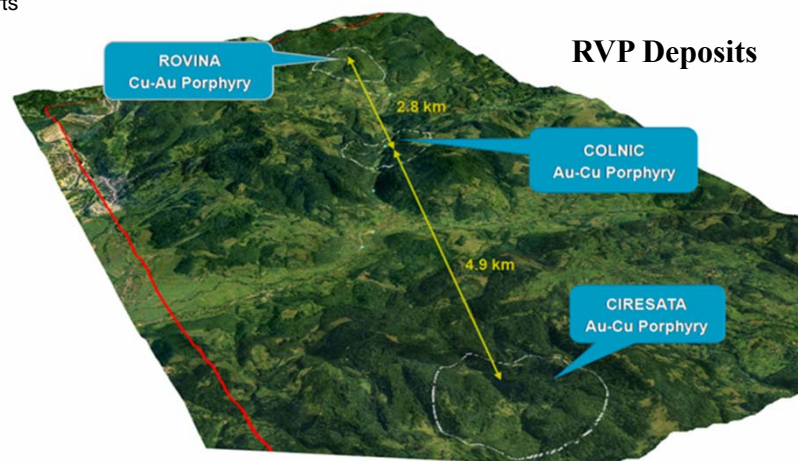 rts
RVP Deposits
ROVINA
Cu-Au Porphyry
2.8 km
COLNIC
Au-Cu Porphyry
4.9 km
CIRESATA
Au-Cu Porphyry